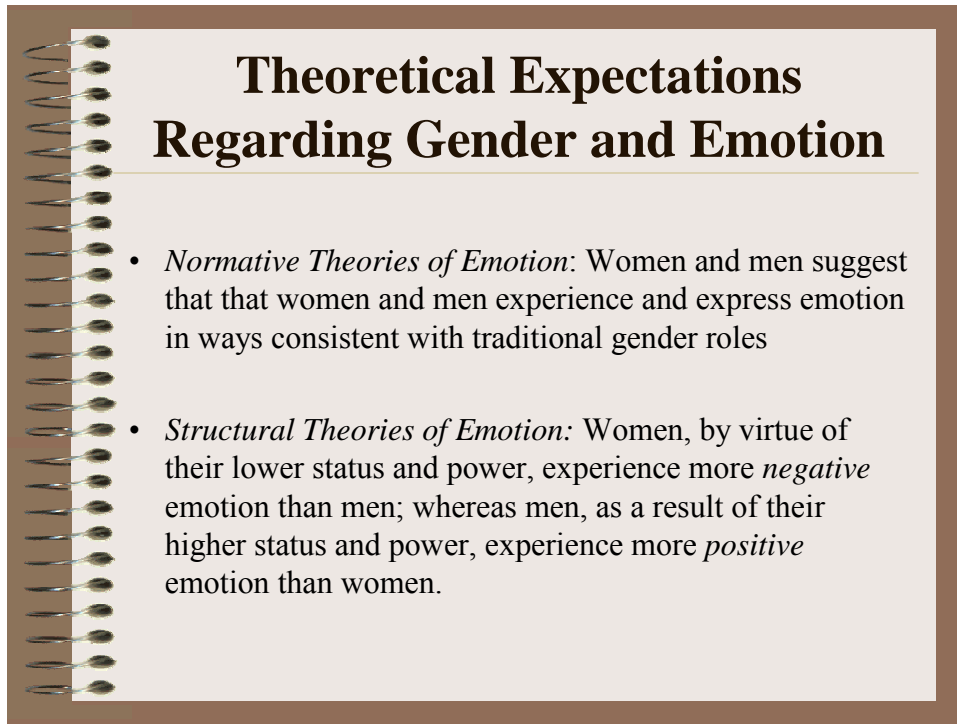 Theoretical Expectations
Regarding Gender and Emotion
• Normative Theories of Emotion: Women and men suggest
that that women and men experience and express emotion
in ways consistent with traditional gender roles
• Structural Theories of Emotion: Women, by virtue of
their lower status and power, experience more negative
emotion than men; whereas men, as a result of their
higher status and power, experience more positive
emotion than women.